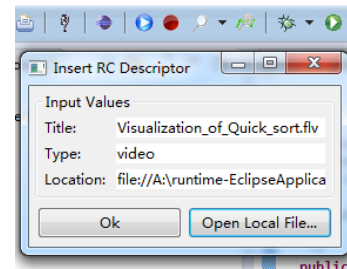 Insert RC Descriptor
Input Values
Title: Visualization_of_Quick_sort.flv
Type: video
Location: file://A:\runtime-EclipseApplica
Ok Open Local File...
public